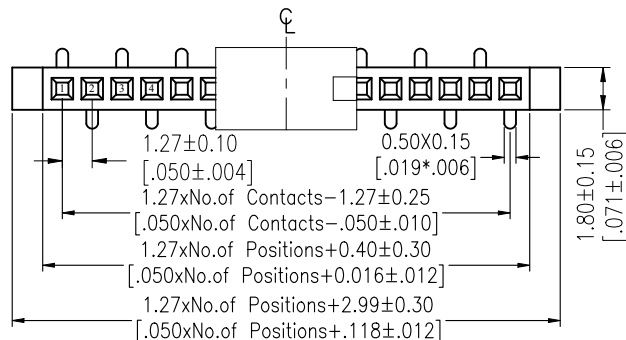 ℄
1 2 3 4
1.27±0.10
[.050±.004]
0.50X0.15
[.019*.006]
1.80±0.15
[.071±.006]
1.27xNo.of Contacts-1.27±0.25
[.050xNo.of Contacts-.050±.010]
1.27xNo.of Positions+0.40±0.30
[.050xNo.of Positions+0.016±.012]
1.27xNo.of Positions+2.99±0.30
[.050xNo.of Positions+.118±.012]